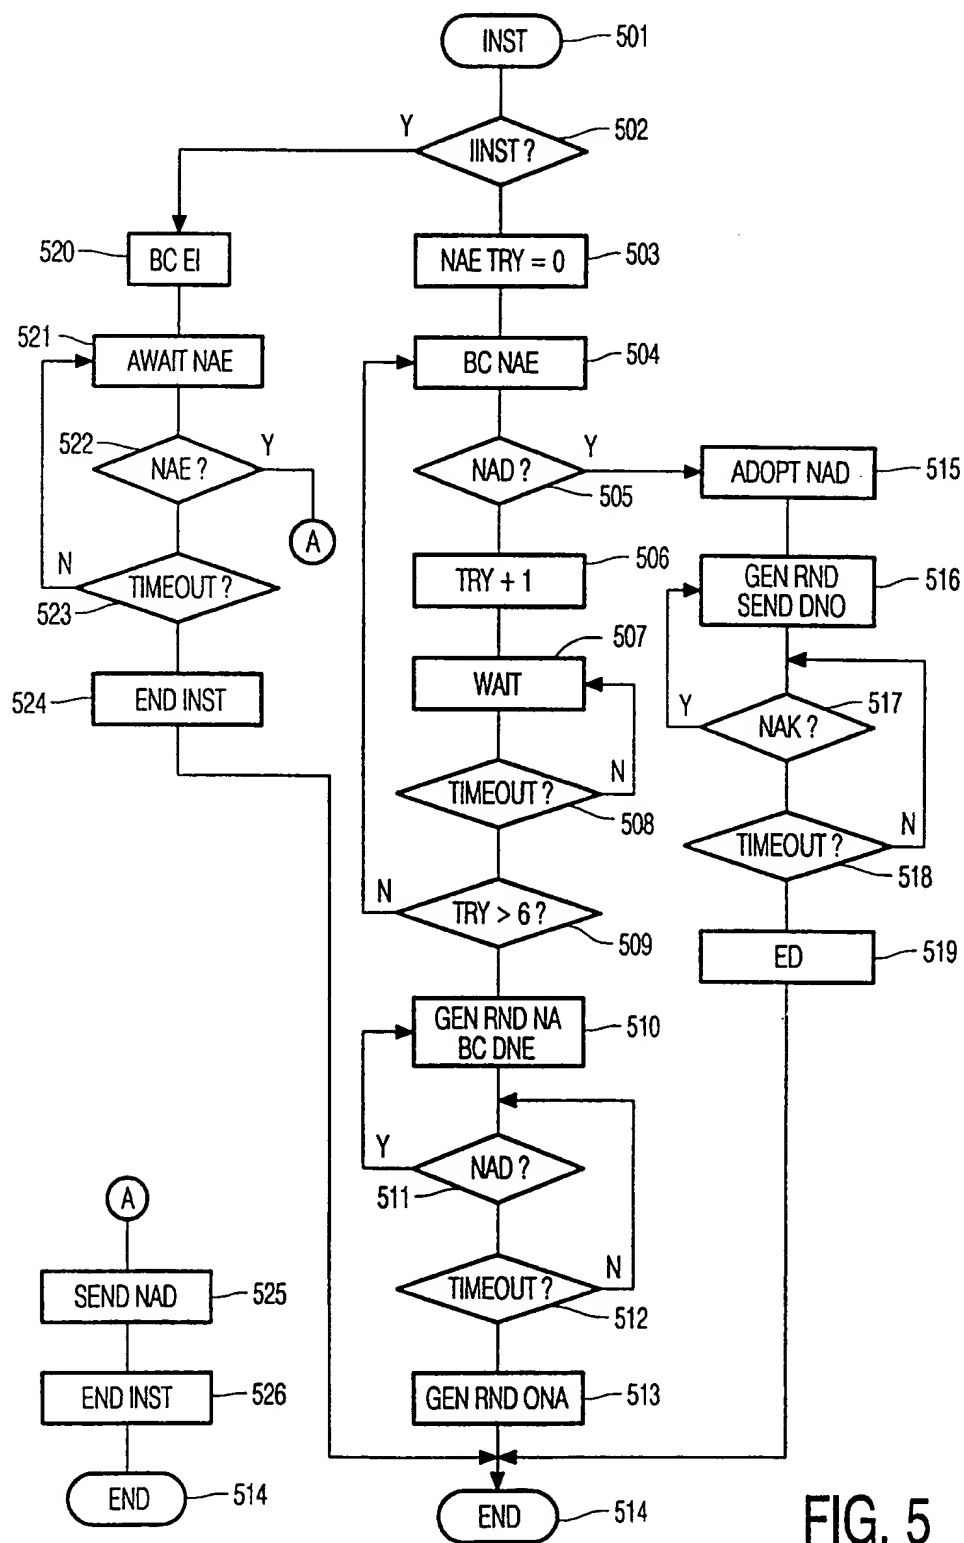 INST
501
Y
IINST ?
502
520
BC EI
NAE TRY = 0
503
521
AWAIT NAE
BC NAE
504
522
NAE ?
Y
NAD ?
Y
505
ADOPT NAD
515
A
N
TIMEOUT ?
523
TRY + 1
506
GEN RND
SEND DNO
516
507
WAIT
524
END INST
Y
NAK ?
517
N
TIMEOUT ?
508
TIMEOUT ?
N
518
N
TRY > 6 ?
509
ED
519
GEN RND NA
BC DNE
510
Y
NAD ?
511
A
N
TIMEOUT ?
512
SEND NAD
525
END INST
526
GEN RND ONA
513
END
514
END
514
FIG. 5